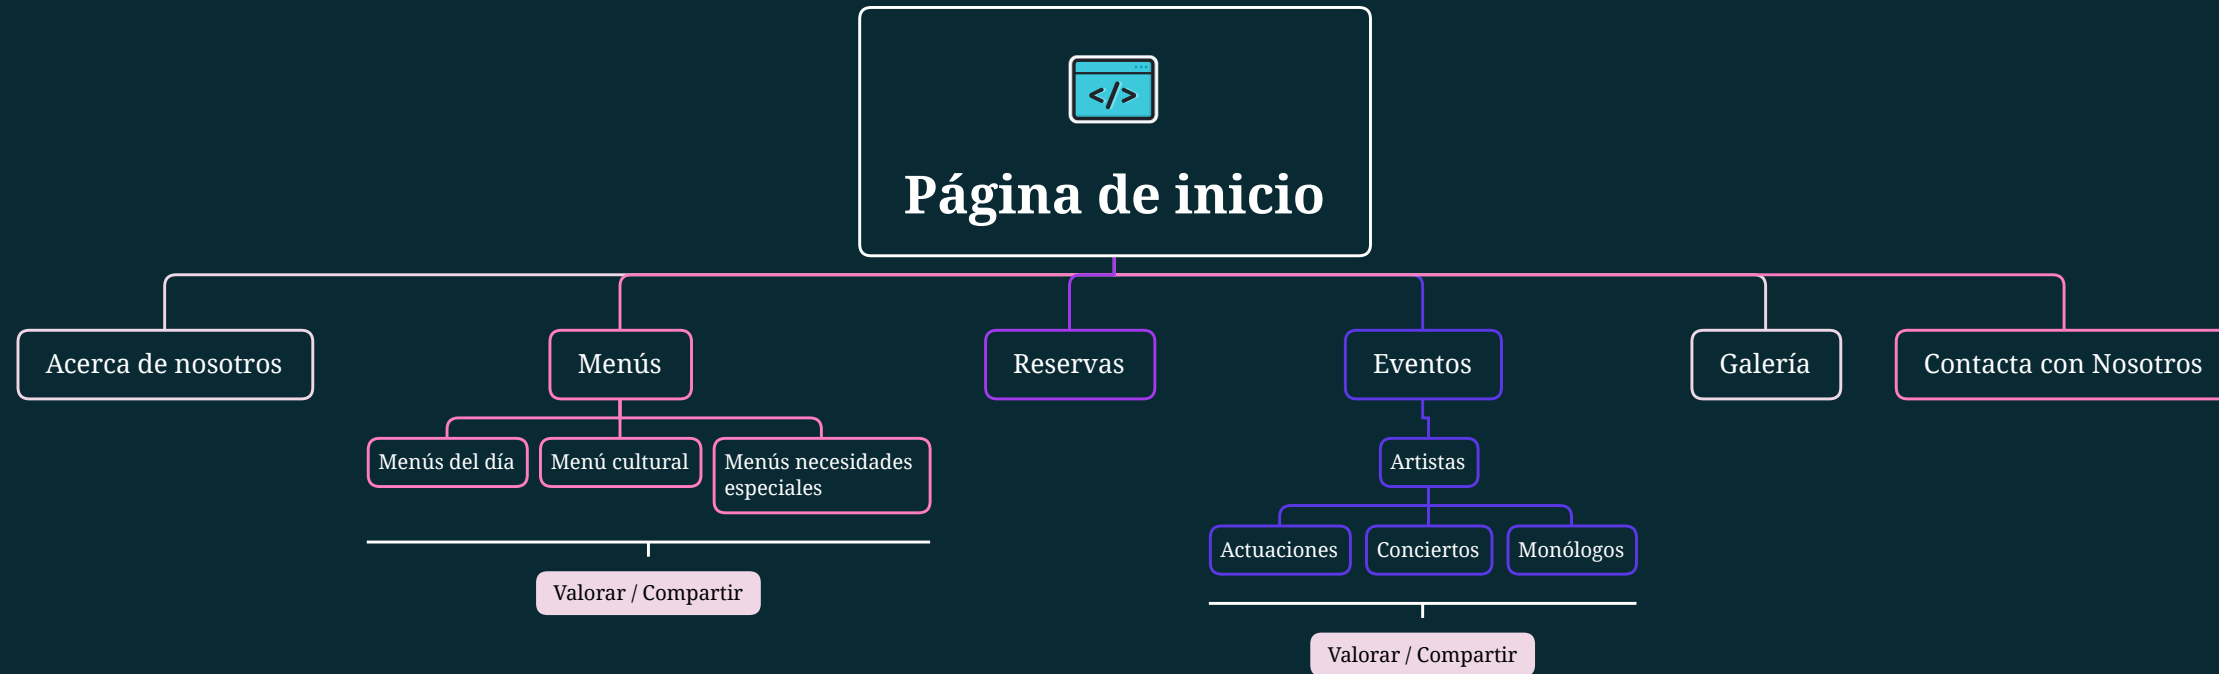 </>
Página de inicio
Acerca de nosotros
Menús
Reservas
Eventos
Galería
Contacta con Nosotros
Menús del día
Menú cultural
Menús necesidades
especiales
Artistas
Actuaciones
Conciertos
Monólogos
Valorar / Compartir
Valorar / Compartir